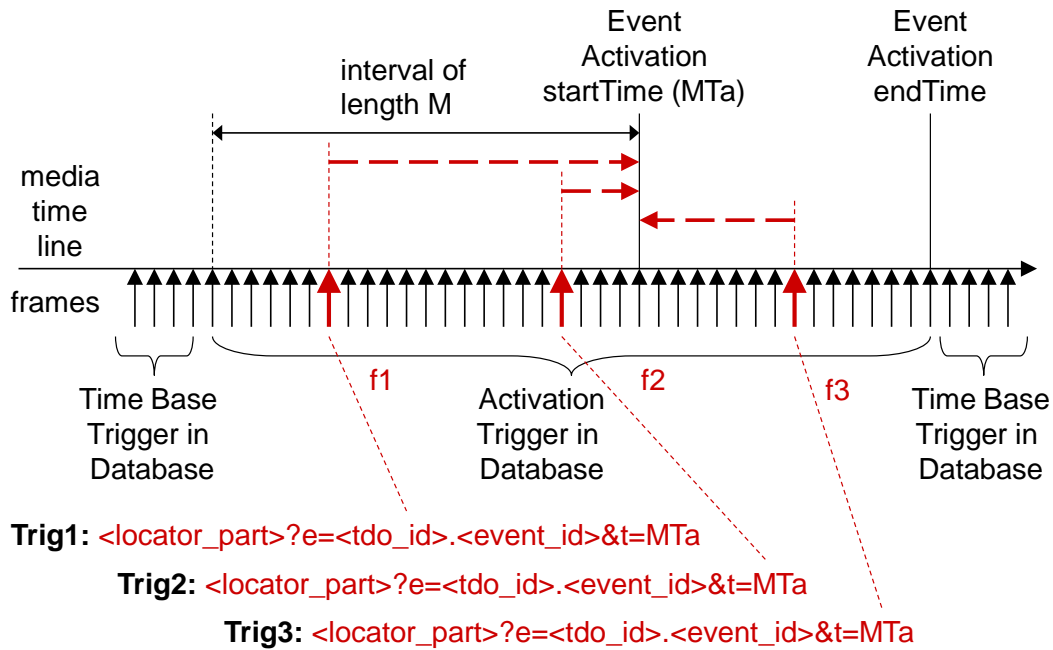 Event
Activation
startTime (MTa)
Event
Activation
endTime
interval of
length M
media
time
line
frames
f1
f2
f3
Time Base
Trigger in
Database
Activation
Trigger in
Database
Time Base
Trigger in
Database
Trig1: <locator_part>?e=<tdo_id>.<event_id>&t=MTa
Trig2: <locator_part>?e=<tdo_id>.<event_id>&t=MTa
Trig3: <locator_part>?e=<tdo_id>.<event_id>&t=MTa